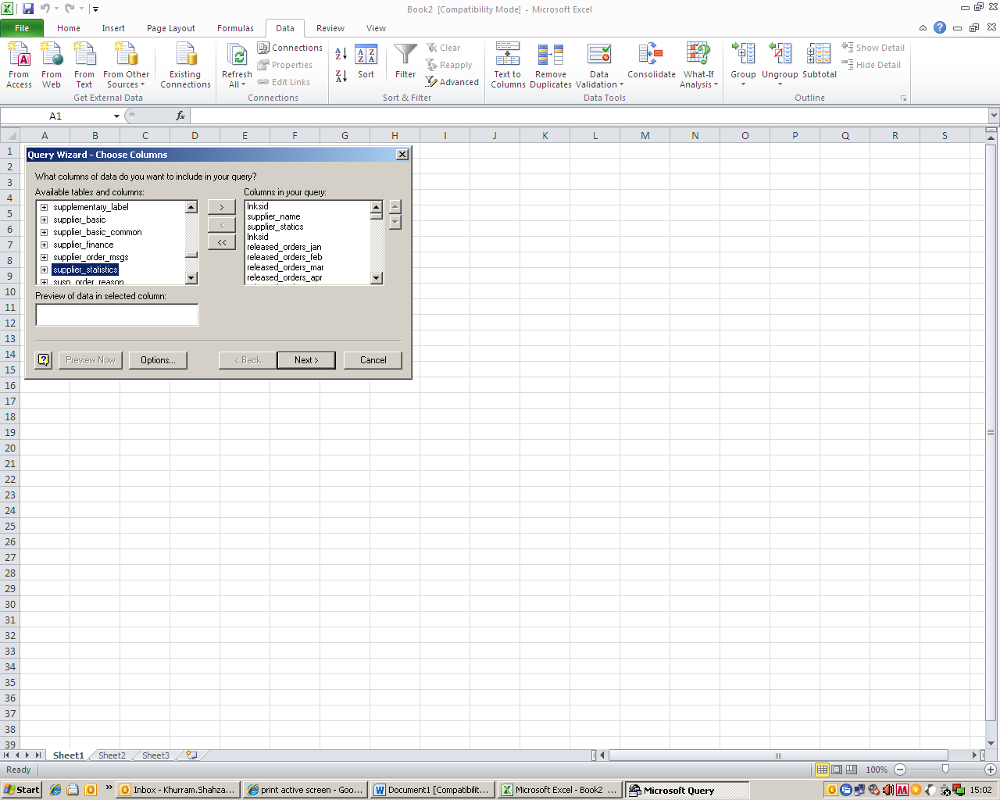 Book2  [Compatibility Mode]  -  Microsoft Excel
File Home Insert Page Layout Formulas Data Review View
From Access
From Web
From Text
From Other Sources
Existing Connections
Get External Data
Refresh All
Connections
Properties
Edit Links
Connections
Sort
Filter
Clear
Reapply
Advanced
Sort & Filter
Text to Columns
Remove Duplicates
Data Validation
Consolidate
What-If Analysis
Data Tools
Group
Ungroup
Subtotal
Show Detail
Hide Detail
Outline
A1 fx
A B C D E F G H I J K L M N O P Q R S
1
2
3
4
5
6
7
8
9
10
11
12
13
14
15
16
17
18
19
20
21
22
23
24
25
26
27
28
29
30
31
32
33
34
35
36
37
38
39
Query Wizard - Choose Columns
What columns of data do you want to include in your query?
Available tables and columns:
supplementary_label
supplier_basic
supplier_basic_common
supplier_finance
supplier_order_msgs
supplier_statistics
susp_order_reason
>
<
<<
Columns in your query:
lnksid
supplier_name
supplier_statics
lnksid
released_orders_jan
released_orders_feb
released_orders_mar
released_orders_apr
Preview of data in selected column:
Preview Now Options... < Back Next > Cancel
Sheet1 Sheet2 Sheet3
Ready 100%
Start Inbox - Khurram.Shahza... print active screen - Goo... Document1 [Compatibilit... Microsoft Excel - Book2 ... Microsoft Query 15:02